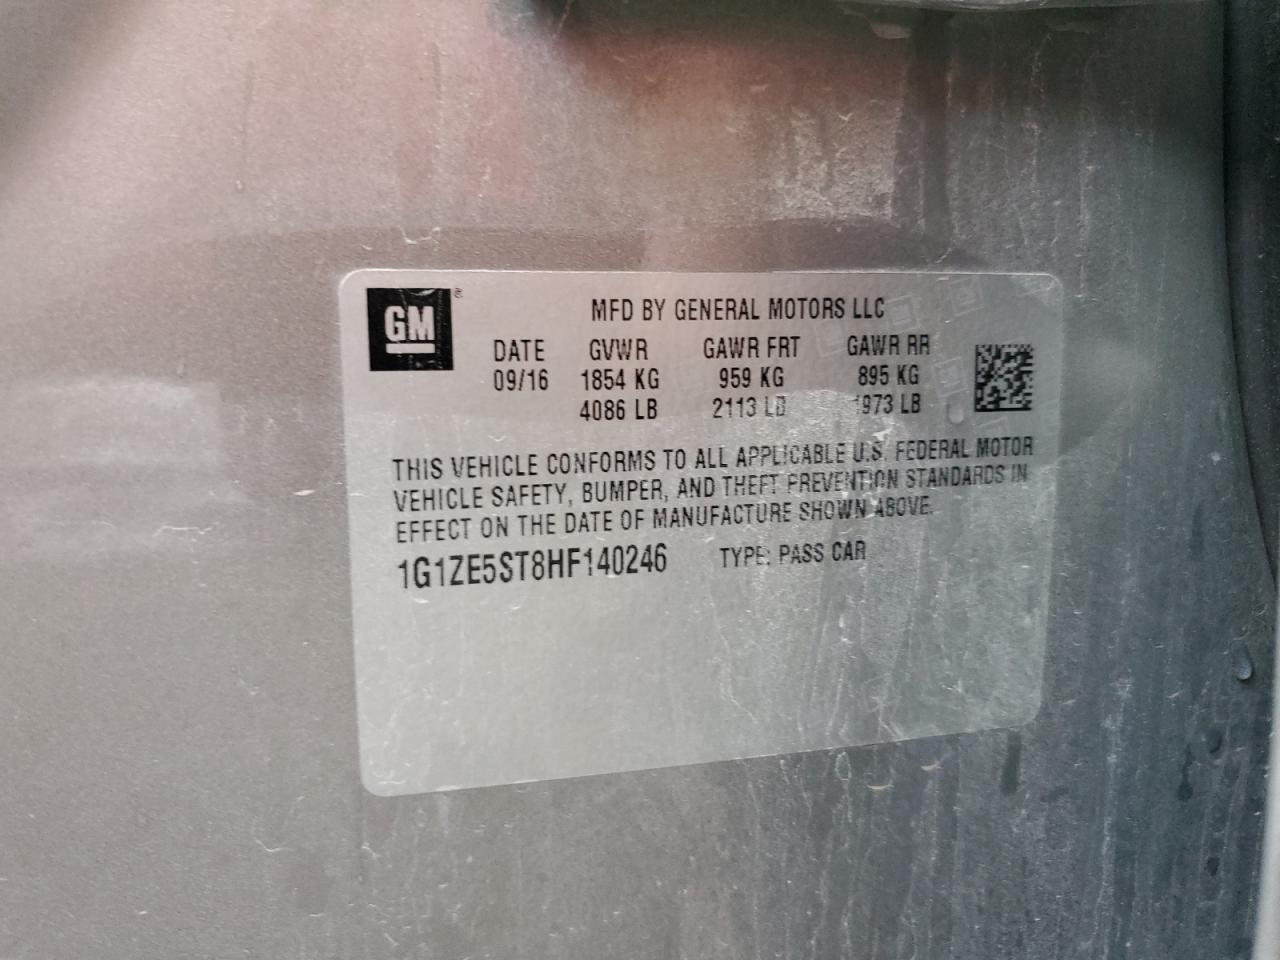 GM ®
MFD BY GENERAL MOTORS LLC
DATE GVWR GAWR FRT GAWR RR
09/16 1854 KG 959 KG 895 KG
4086 LB 2113 LB 1973 LB
THIS VEHICLE CONFORMS TO ALL APPLICABLE U.S. FEDERAL MOTOR
VEHICLE SAFETY, BUMPER, AND THEFT PREVENTION STANDARDS IN
EFFECT ON THE DATE OF MANUFACTURE SHOWN ABOVE.
1G1ZE5ST8HF140246 TYPE: PASS CAR